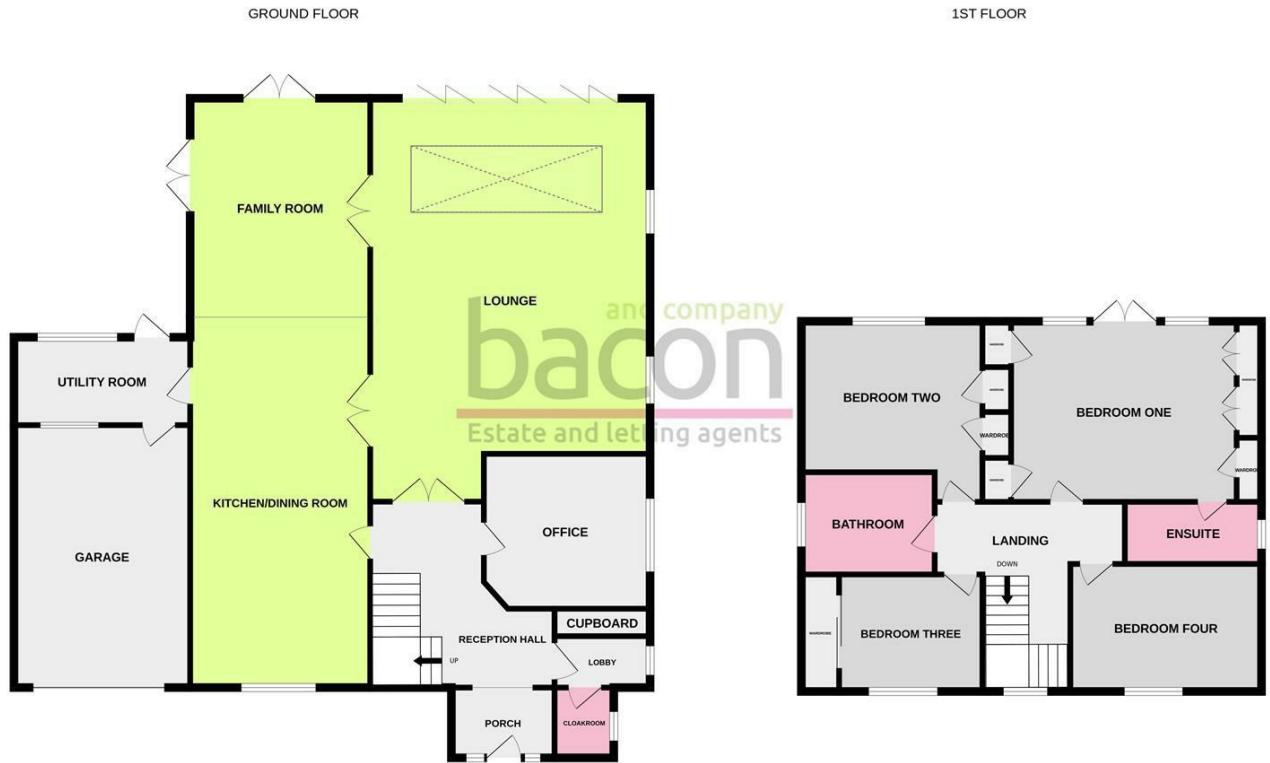 GROUND FLOOR
1ST FLOOR
FAMILY ROOM
LOUNGE
and company
bacon
Estate and letting agents
UTILITY ROOM
KITCHEN/DINING ROOM
GARAGE
OFFICE
CUPBOARD
RECEPTION HALL
UP
LOBBY
PORCH
CLOAKROOM
BEDROOM TWO
WARDROBE
BEDROOM ONE
WARDROBE
BATHROOM
LANDING
DOWN
ENSUITE
WARDROBE
BEDROOM THREE
BEDROOM FOUR